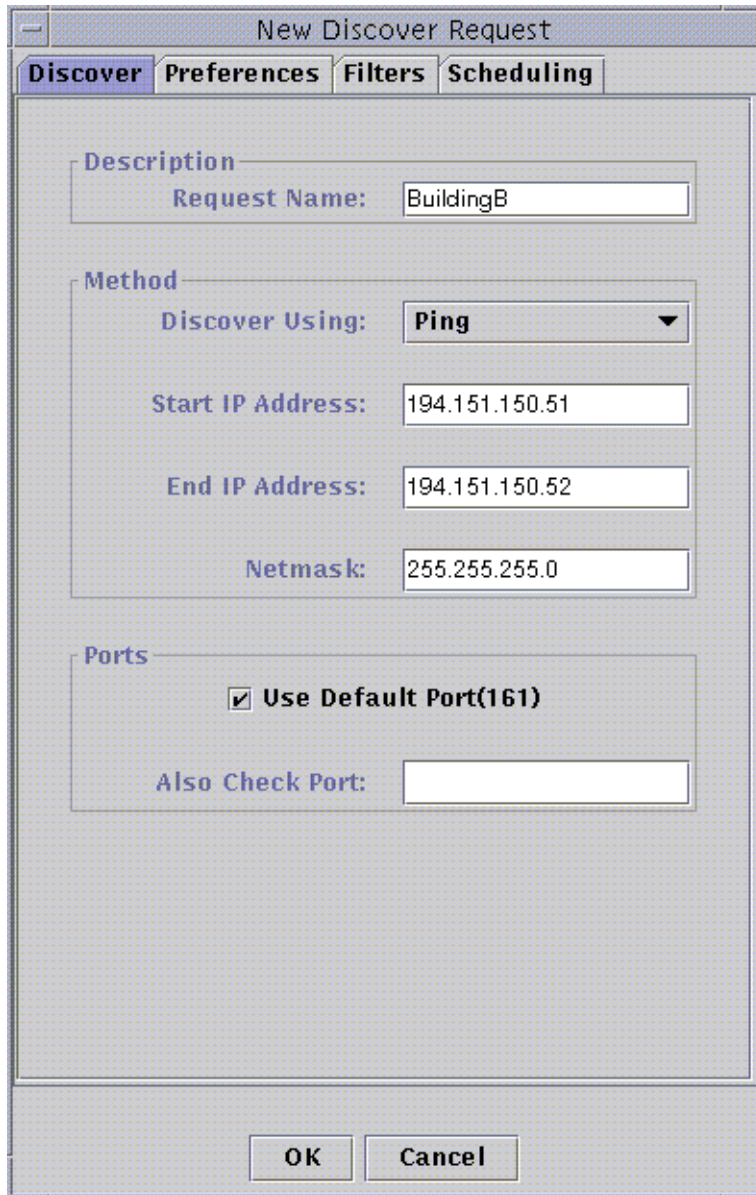 New Discover Request
Discover Preferences Filters Scheduling
Description
Request Name: BuildingB
Method
Discover Using: Ping
Start IP Address: 194.151.150.51
End IP Address: 194.151.150.52
Netmask: 255.255.255.0
Ports
Use Default Port(161)
Also Check Port:
OK Cancel